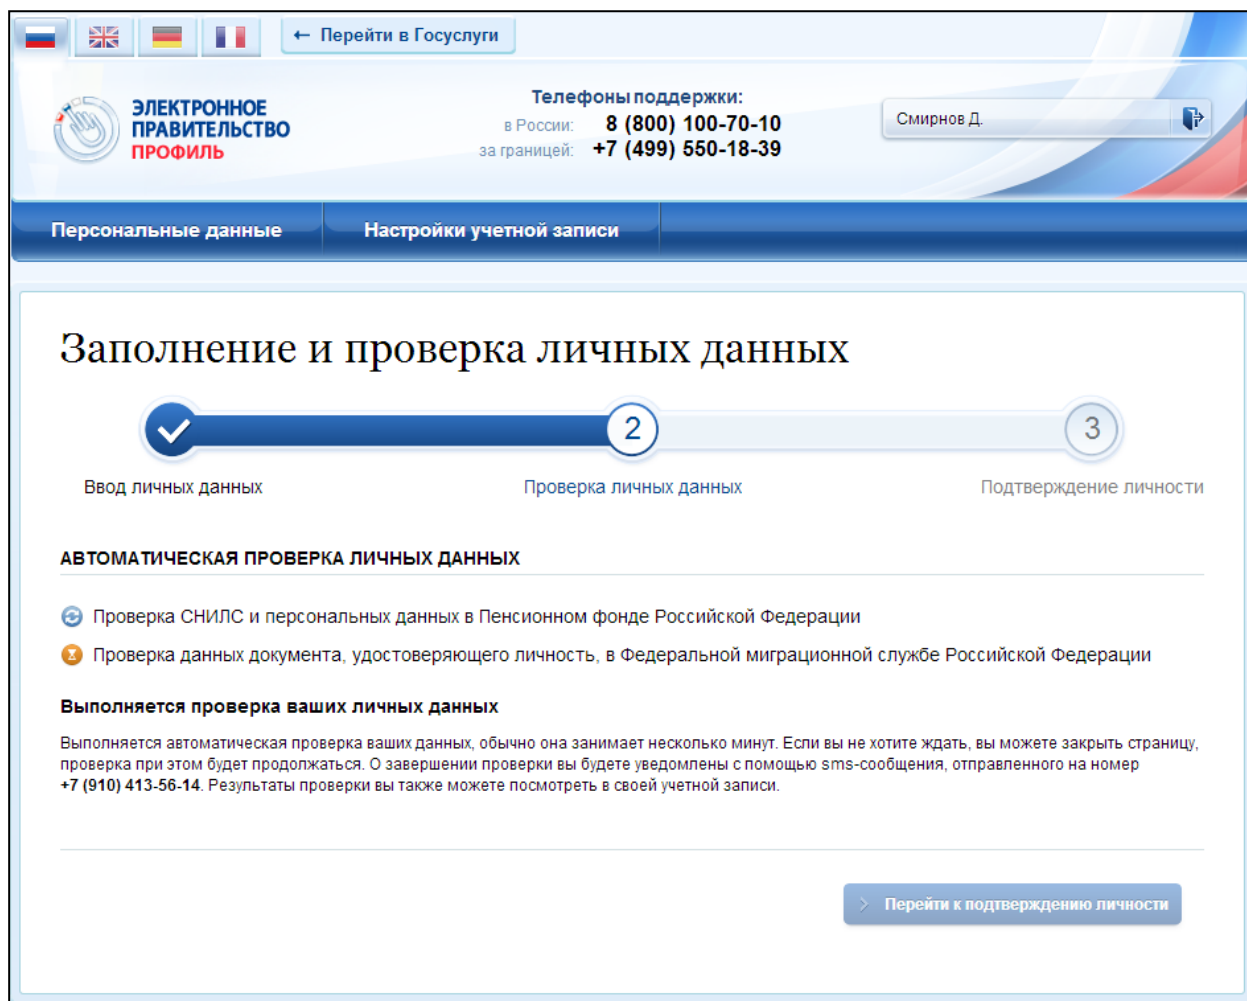 ← Перейти в Госуслуги
ЭЛЕКТРОННОЕ
ПРАВИТЕЛЬСТВО
ПРОФИЛЬ
Телефоны поддержки:
в России: 8 (800) 100-70-10
за границей: +7 (499) 550-18-39
Смирнов Д.
Персональные данные
Настройки учетной записи
Заполнение и проверка личных данных
2
3
Ввод личных данных
Проверка личных данных
Подтверждение личности
АВТОМАТИЧЕСКАЯ ПРОВЕРКА ЛИЧНЫХ ДАННЫХ
Проверка СНИЛС и персональных данных в Пенсионном фонде Российской Федерации
Проверка данных документа, удостоверяющего личность, в Федеральной миграционной службе Российской Федерации
Выполняется проверка ваших личных данных
Выполняется автоматическая проверка ваших данных, обычно она занимает несколько минут. Если вы не хотите ждать, вы можете закрыть страницу,
проверка при этом будет продолжаться. О завершении проверки вы будете уведомлены с помощью sms-сообщения, отправленного на номер
+7 (910) 413-56-14. Результаты проверки вы также можете посмотреть в своей учетной записи.
Перейти к подтверждению личности